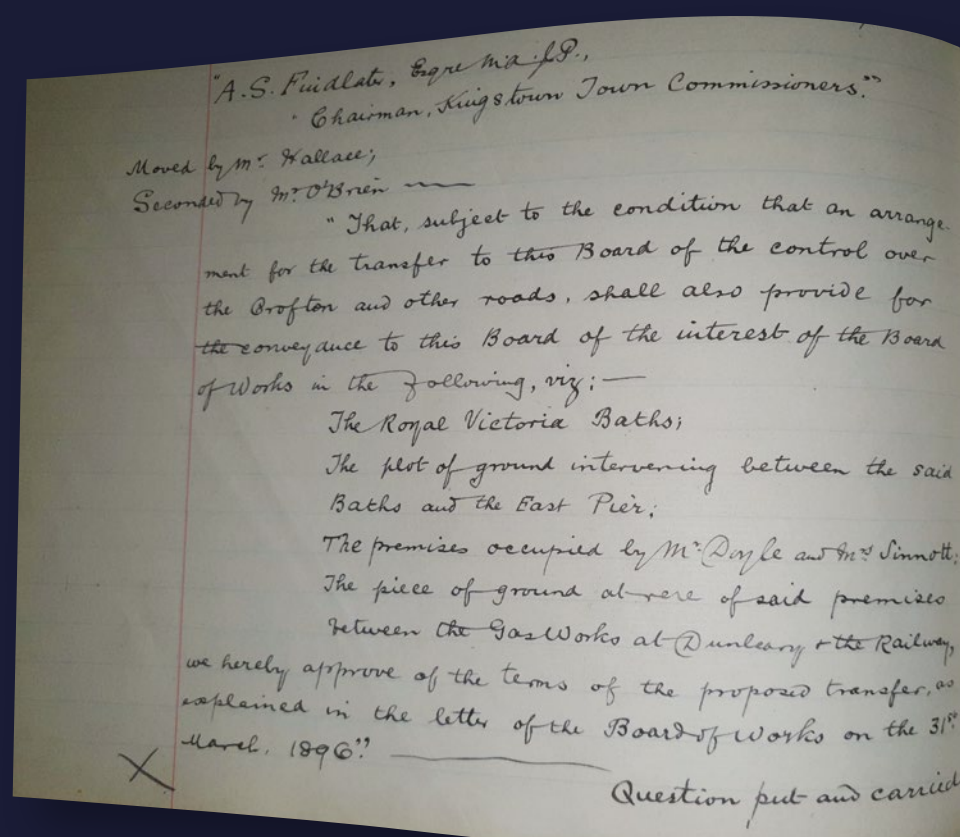 "A.S. Findlater, Esqre M.A. J.P.,
" Chairman, Kingstown Town Commissioners."
Moved by Mr. Wallace;
Seconded by Mr. O'Brien —
" That, subject to the condition that an arrange-
ment for the transfer to this Board of the control over
the Crofton and other roads, shall also provide for
the conveyance to this Board of the interest of the Board
of Works in the following, viz; —
The Royal Victoria Baths;
The plot of ground intervening between the said
Baths and the East Pier;
The premises occupied by Mr. Doyle and Mrs. Sinnott;
The piece of ground at rere of said premises
between the Gas Works at Dunleary + the Railway,
we hereby approve of the terms of the proposed transfer, as
explained in the letter of the Board of Works on the 31st
March, 1896" —
Question put and carried